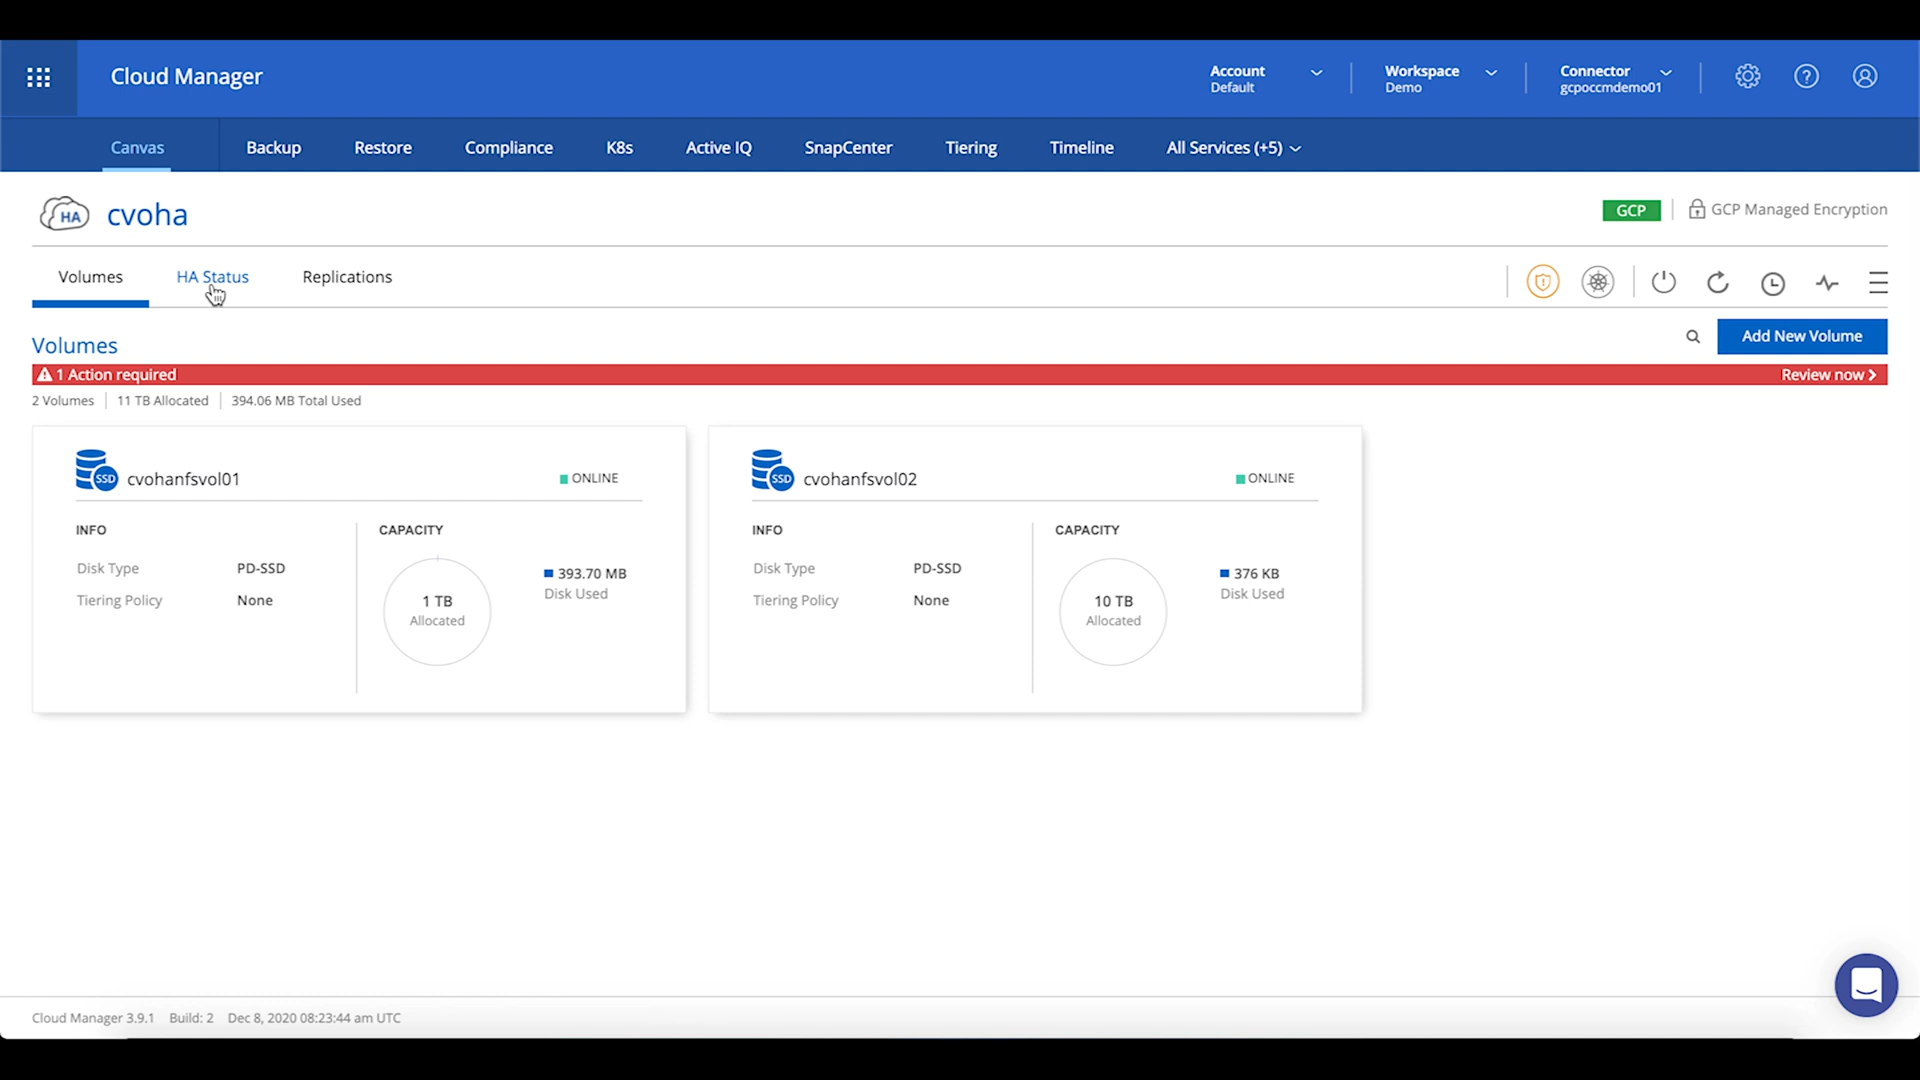 Cloud Manager
Account
Default
Workspace
Demo
Connector
gcpoccmdemo01
Canvas
Backup
Restore
Compliance
K8s
Active IQ
SnapCenter
Tiering
Timeline
All Services (+5)
HA
cvoha
GCP
GCP Managed Encryption
Volumes
HA Status
Replications
Volumes
Add New Volume
1 Action required
Review now
2 Volumes
11 TB Allocated
394.06 MB Total Used
SSD
cvohanfsvol01
ONLINE
INFO
Disk Type PD-SSD
Tiering Policy None
CAPACITY
1 TB
Allocated
393.70 MB
Disk Used
SSD
cvohanfsvol02
ONLINE
INFO
Disk Type PD-SSD
Tiering Policy None
CAPACITY
10 TB
Allocated
376 KB
Disk Used
Cloud Manager 3.9.1 Build: 2 Dec 8, 2020 08:23:44 am UTC